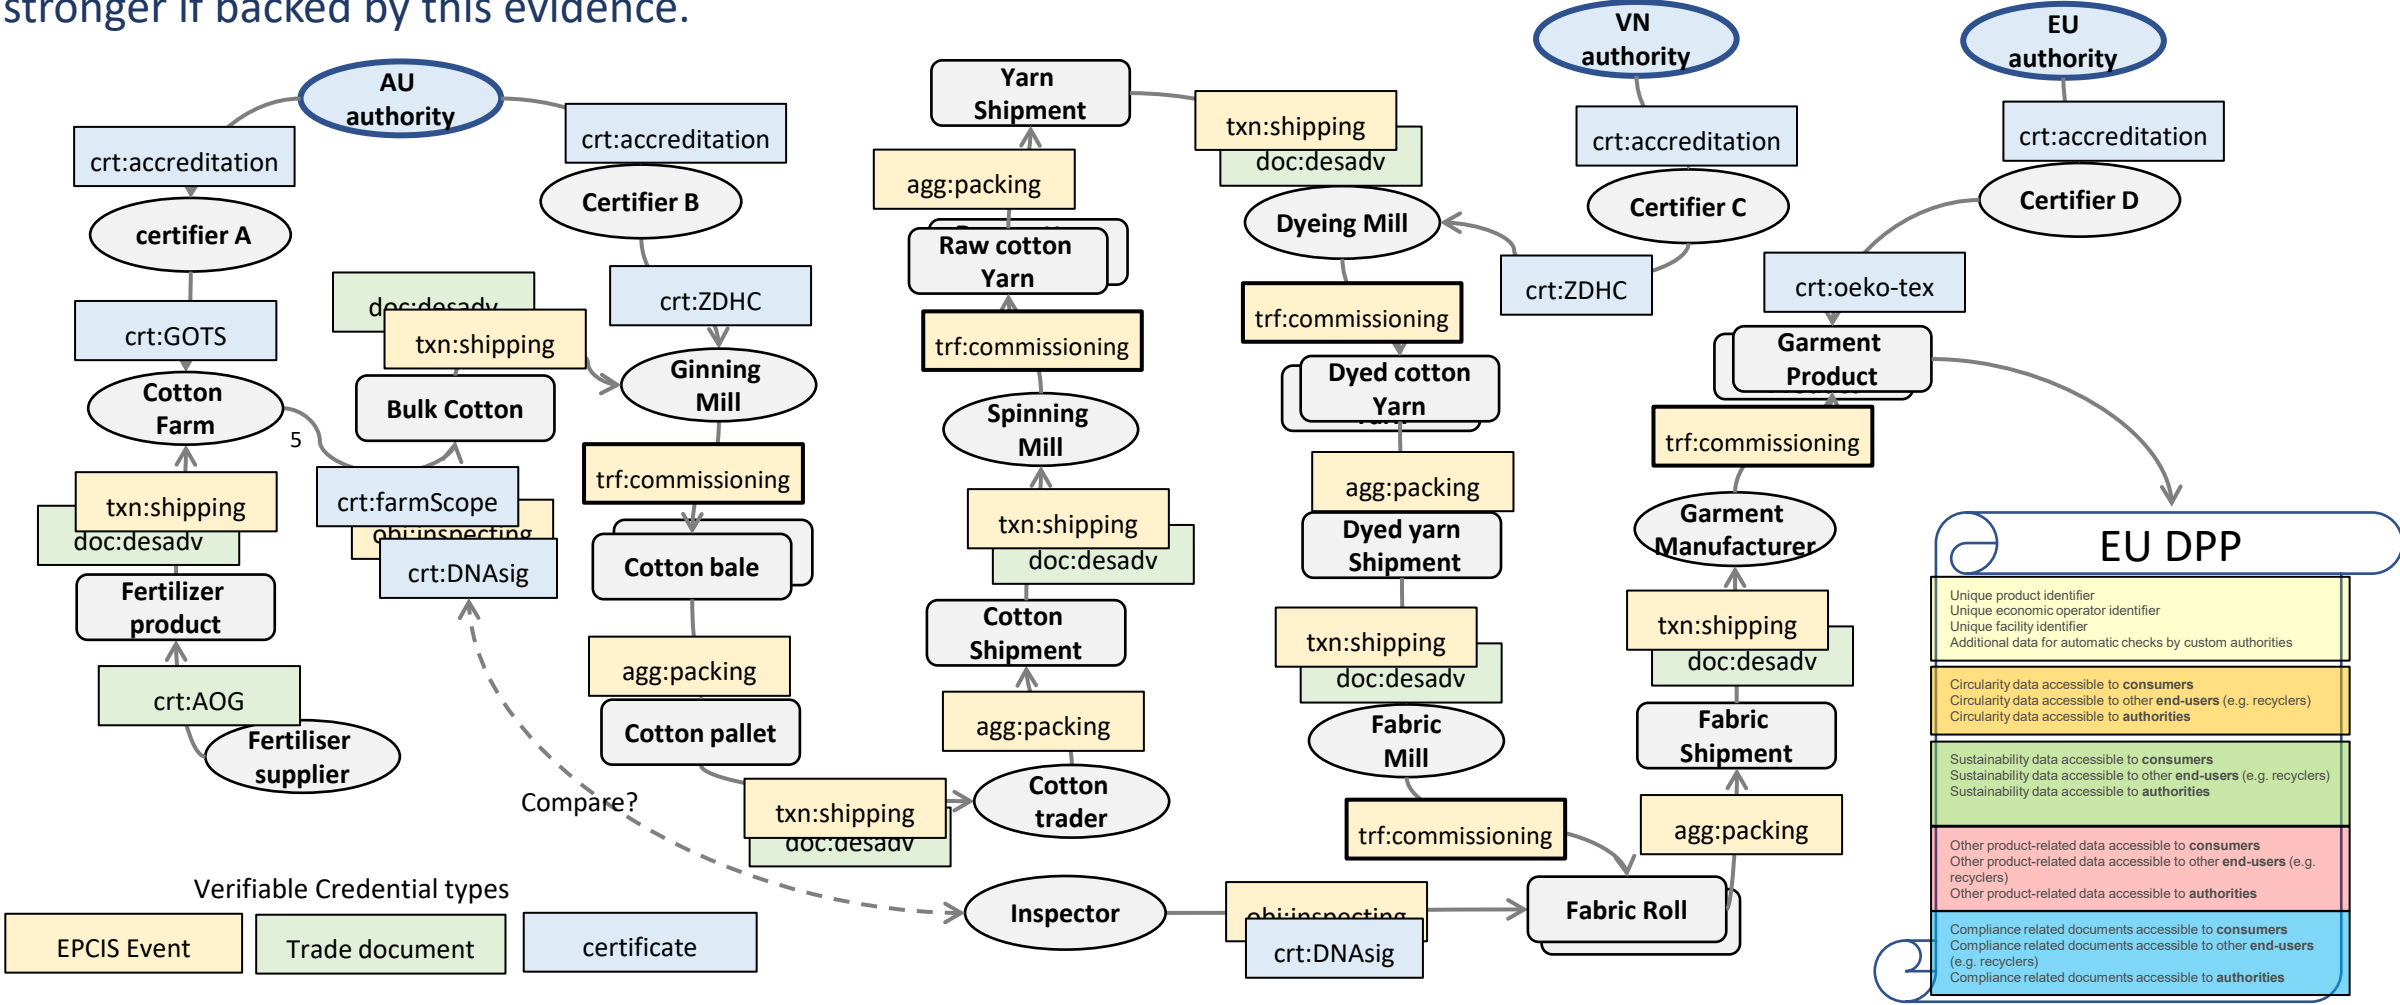 stronger if backed by this evidence.
AU
authority
crt:accreditation
crt:accreditation
certifier A
Certifier B
crt:GOTS
doc:desadv
txn:shipping
crt:ZDHC
Cotton
Farm
5
Bulk Cotton
Ginning
Mill
txn:shipping
doc:desadv
crt:farmScope
obj:inspecting
crt:DNAsig
trf:commissioning
Fertilizer
product
Cotton bale
crt:AOG
agg:packing
Fertiliser
supplier
Cotton pallet
Compare?
txn:shipping
doc:desadv
Yarn
Shipment
txn:shipping
doc:desadv
agg:packing
Raw cotton
Yarn
Dyeing Mill
trf:commissioning
Spinning
Mill
txn:shipping
doc:desadv
Cotton
Shipment
agg:packing
Cotton
trader
Inspector
obj:inspecting
crt:DNAsig
VN
authority
crt:accreditation
Certifier C
crt:ZDHC
trf:commissioning
Dyed cotton
Yarn
agg:packing
Dyed yarn
Shipment
txn:shipping
doc:desadv
Fabric
Mill
trf:commissioning
Fabric Roll
EU
authority
crt:accreditation
Certifier D
crt:oeko-tex
Garment
Product
trf:commissioning
Garment
Manufacturer
txn:shipping
doc:desadv
Fabric
Shipment
agg:packing
EU DPP
Unique product identifier
Unique economic operator identifier
Unique facility identifier
Additional data for automatic checks by custom authorities
Circularity data accessible to consumers
Circularity data accessible to other end-users (e.g. recyclers)
Circularity data accessible to authorities
Sustainability data accessible to consumers
Sustainability data accessible to other end-users (e.g. recyclers)
Sustainability data accessible to authorities
Other product-related data accessible to consumers
Other product-related data accessible to other end-users (e.g.
recyclers)
Other product-related data accessible to authorities
Compliance related documents accessible to consumers
Compliance related documents accessible to other end-users
(e.g. recyclers)
Compliance related documents accessible to authorities
Verifiable Credential types
EPCIS Event
Trade document
certificate